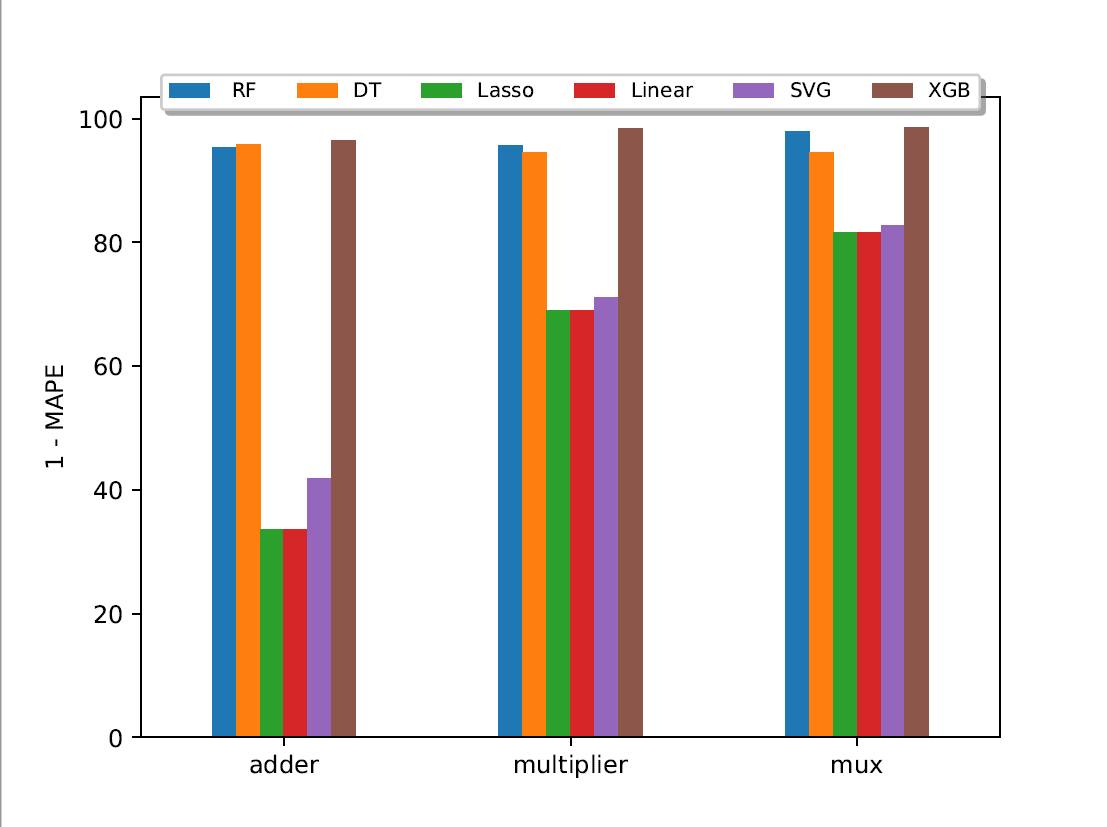 RF DT Lasso Linear SVG XGB
100
80
60
40
20
0
1 - MAPE
adder multiplier mux